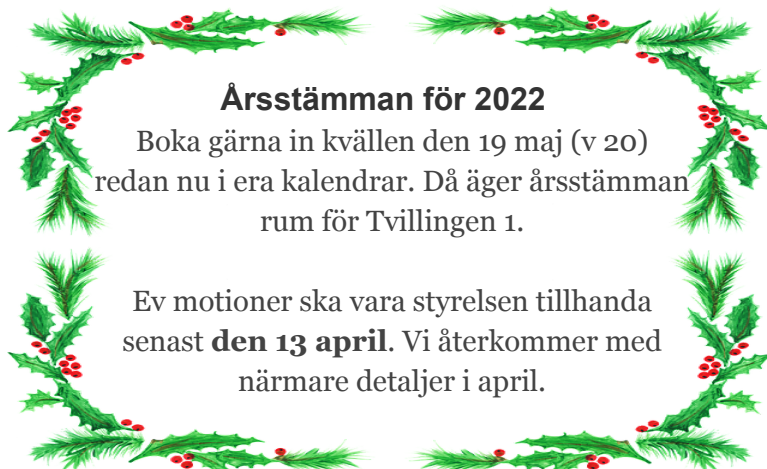 Årsstämman för 2022
Boka gärna in kvällen den 19 maj (v 20)
redan nu i era kalendrar. Då äger årsstämman
rum för Tvillingen 1.
Ev motioner ska vara styrelsen tillhanda
senast den 13 april. Vi återkommer med
närmare detaljer i april.